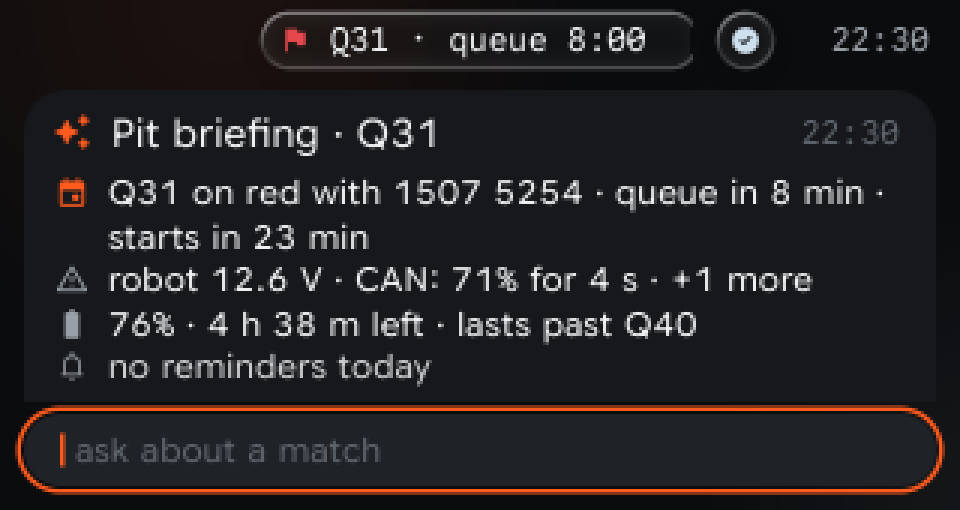 Q31 · queue 8:00
22:30
Pit briefing · Q31
22:30
Q31 on red with 1507 5254 · queue in 8 min ·
starts in 23 min
robot 12.6 V · CAN: 71% for 4 s · +1 more
76% · 4 h 38 m left · lasts past Q40
no reminders today
ask about a match